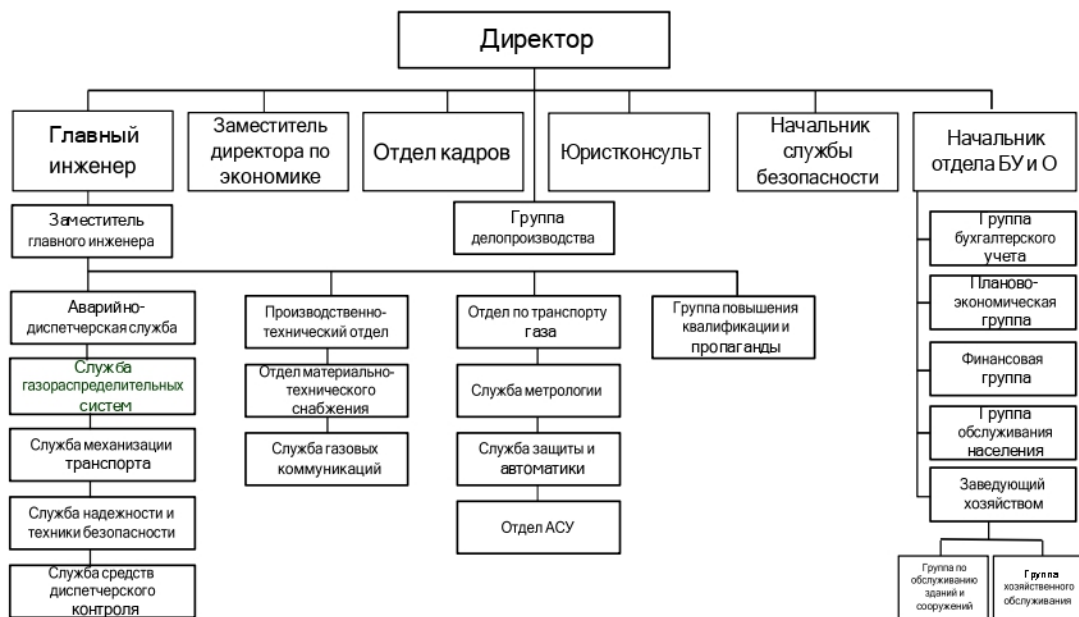 Директор
Главный
инженер
Заместитель
директора по
экономике
Отдел кадров
Юристконсульт
Начальник
службы
безопасности
Начальник
отдела БУ и О
Заместитель
главного инженера
Группа
делопроизводства
Аварийно-
диспетчерская служба
Служба
газораспределительных
систем
Служба механизации
транспорта
Служба надежности и
техники безопасности
Служба средств
диспетчерского
контроля
Производственно-
технический отдел
Отдел материально-
технического
снабжения
Служба газовых
коммуникаций
Отдел по транспорту
газа
Служба метрологии
Служба защиты и
автоматики
Отдел АСУ
Группа повышения
квалификации и
пропаганды
Группа
бухгалтерского
учета
Планово-
экономическая
группа
Финансовая
группа
Группа
обслуживания
населения
Заведующий
хозяйством
Группа по
обслуживанию
зданий и
сооружений
Группа
хозяйственного
обслуживания